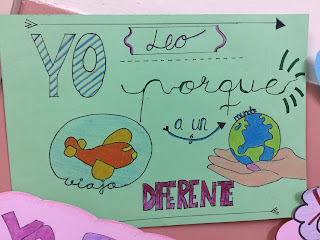 YO
Leo
porque
viajo
a un
mundo
DIFERENTE